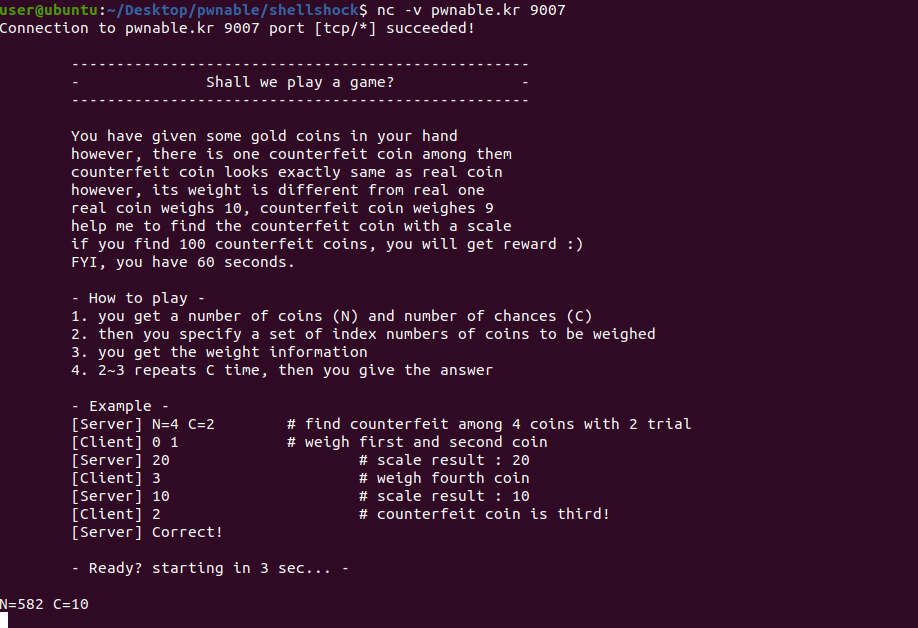 user@ubuntu:~/Desktop/pwnable/shellshock$ nc -v pwnable.kr 9007
Connection to pwnable.kr 9007 port [tcp/*] succeeded!
---------------------------------------------------
- Shall we play a game? -
---------------------------------------------------
You have given some gold coins in your hand
however, there is one counterfeit coin among them
counterfeit coin looks exactly same as real coin
however, its weight is different from real one
real coin weighs 10, counterfeit coin weighes 9
help me to find the counterfeit coin with a scale
if you find 100 counterfeit coins, you will get reward :)
FYI, you have 60 seconds.
- How to play -
1. you get a number of coins (N) and number of chances (C)
2. then you specify a set of index numbers of coins to be weighed
3. you get the weight information
4. 2~3 repeats C time, then you give the answer
- Example -
[Server] N=4 C=2 # find counterfeit among 4 coins with 2 trial
[Client] 0 1 # weigh first and second coin
[Server] 20 # scale result : 20
[Client] 3 # weigh fourth coin
[Server] 10 # scale result : 10
[Client] 2 # counterfeit coin is third!
[Server] Correct!
- Ready? starting in 3 sec... -
N=582 C=10